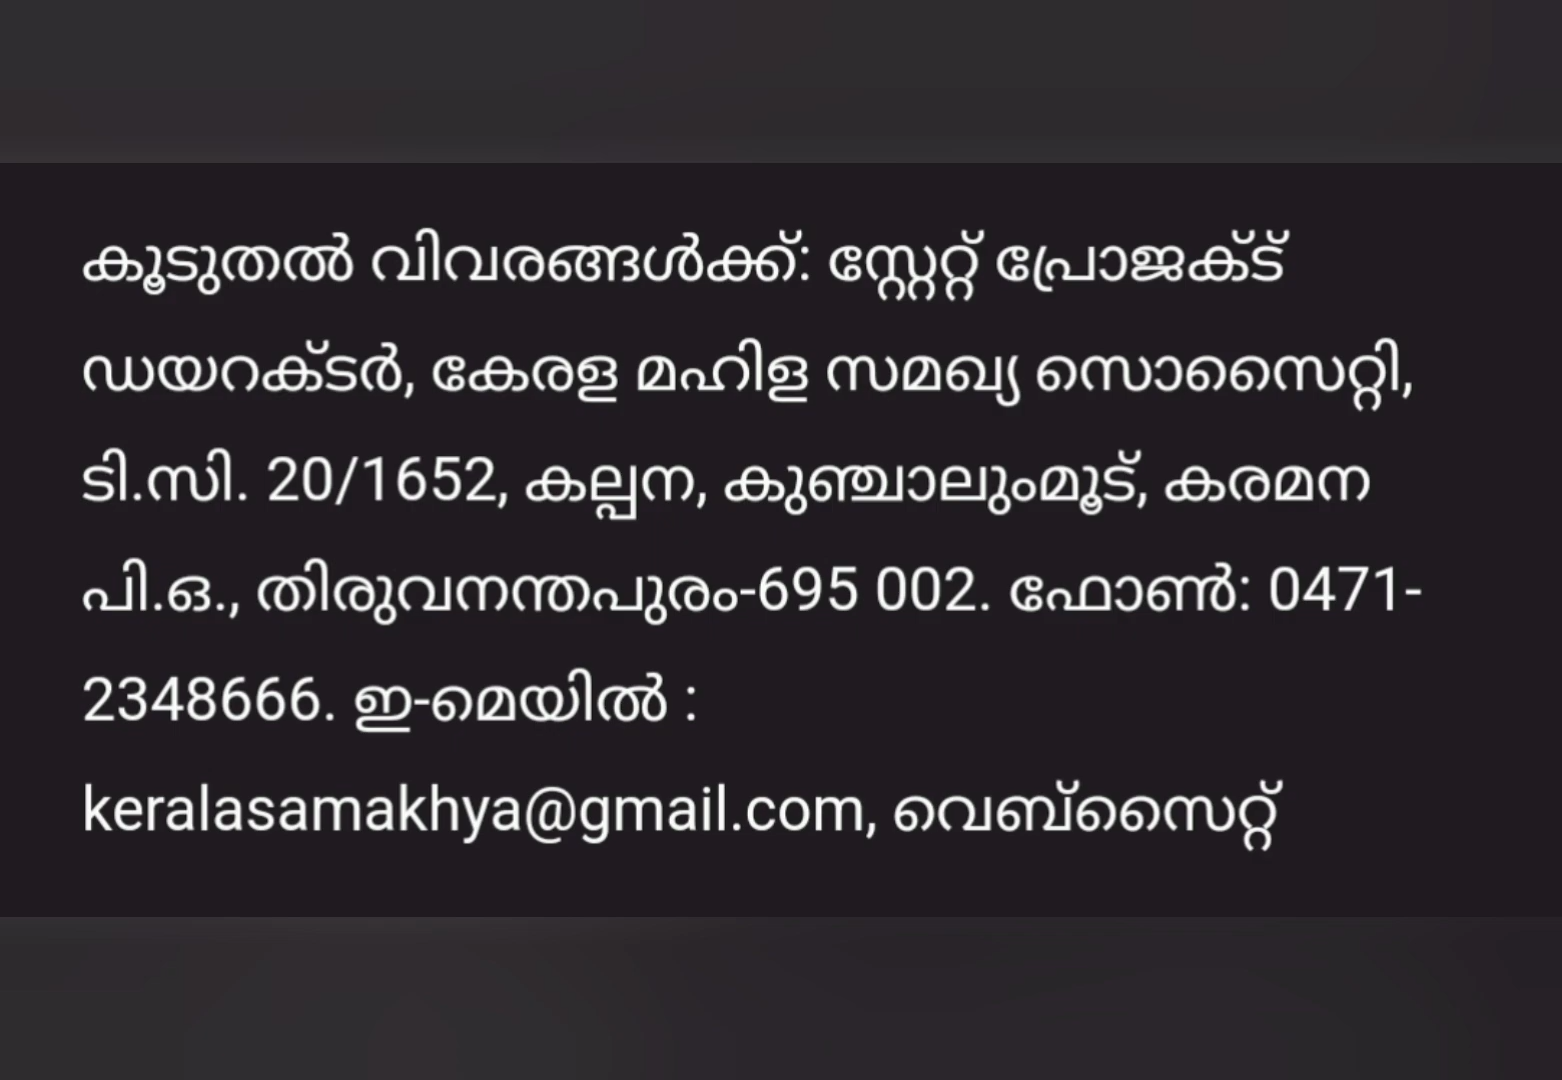 കൂടുതൽ വിവരങ്ങൾക്ക്: സ്റ്റേറ്റ് പ്രോജക്ട്
ഡയറക്ടർ, കേരള മഹിള സമഖ്യ സൊസൈറ്റി,
ടി.സി. 20/1652, കല്പന, കുഞ്ചാലുംമൂട്, കരമന
പി.ഒ., തിരുവനന്തപുരം-695 002. ഫോൺ: 0471-
2348666. ഇ-മെയിൽ :
keralasamakhya@gmail.com, വെബ്സൈറ്റ്